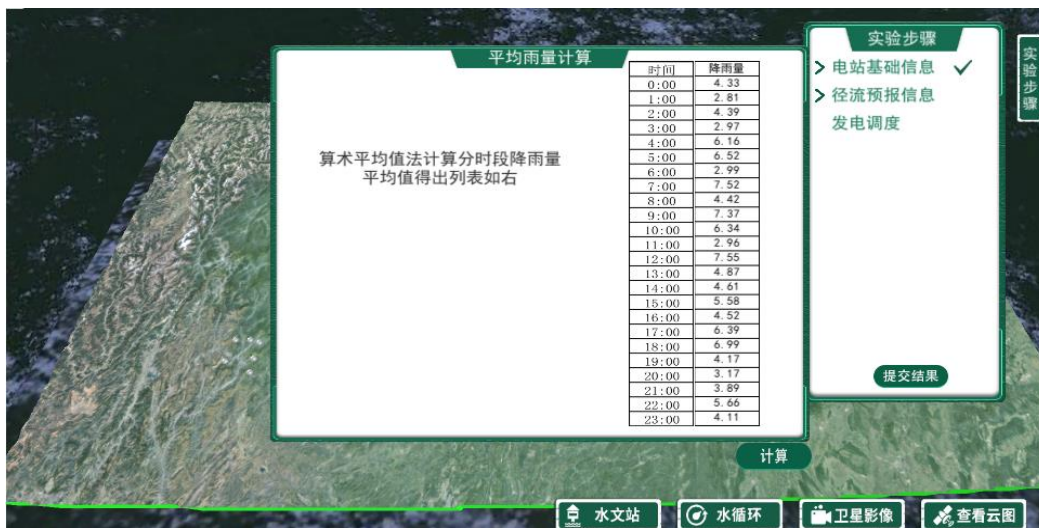 平均雨量计算
算术平均值法计算分时段降雨量
平均值得出列表如右
时间 降雨量
0:00 4.33
1:00 2.81
2:00 4.39
3:00 2.97
4:00 6.16
5:00 6.52
6:00 2.99
7:00 7.52
8:00 4.42
9:00 7.37
10:00 6.34
11:00 2.96
12:00 7.55
13:00 4.87
14:00 4.61
15:00 5.58
16:00 4.52
17:00 6.39
18:00 6.99
19:00 4.17
20:00 3.17
21:00 3.89
22:00 5.66
23:00 4.11
计算
实验步骤
电站基础信息
径流预报信息
发电调度
提交结果
实验步骤
水文站 水循环 卫星影像 查看云图